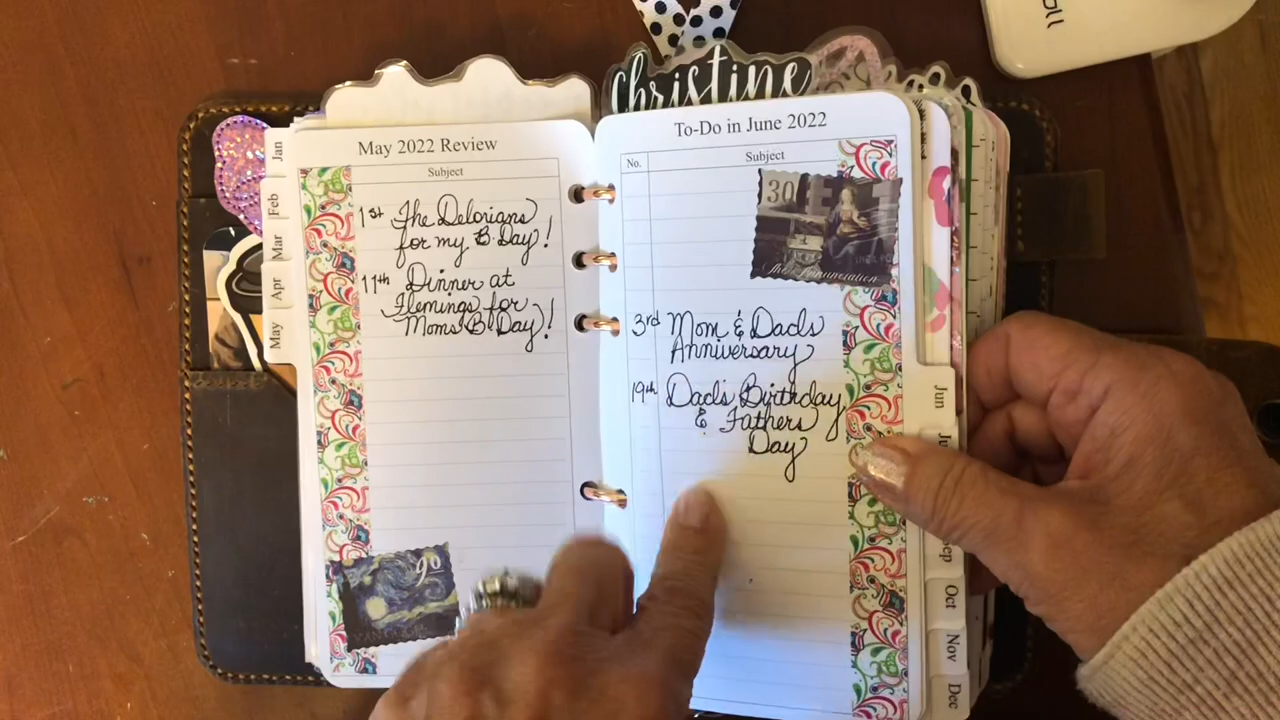 Christine
oll
May 2022 Review
Subject
1st The Delorians
for my B-Day!
11th Dinner at
Flemings for
Moms B-Day!
90
To-Do in June 2022
No. Subject
30
The Annunciation
3rd Mom & Dads
Anniversary
19th Dad's Birthday
& Fathers
Day
Jan
Feb
Mar
Apr
May
Jun
Oct
Nov
Dec